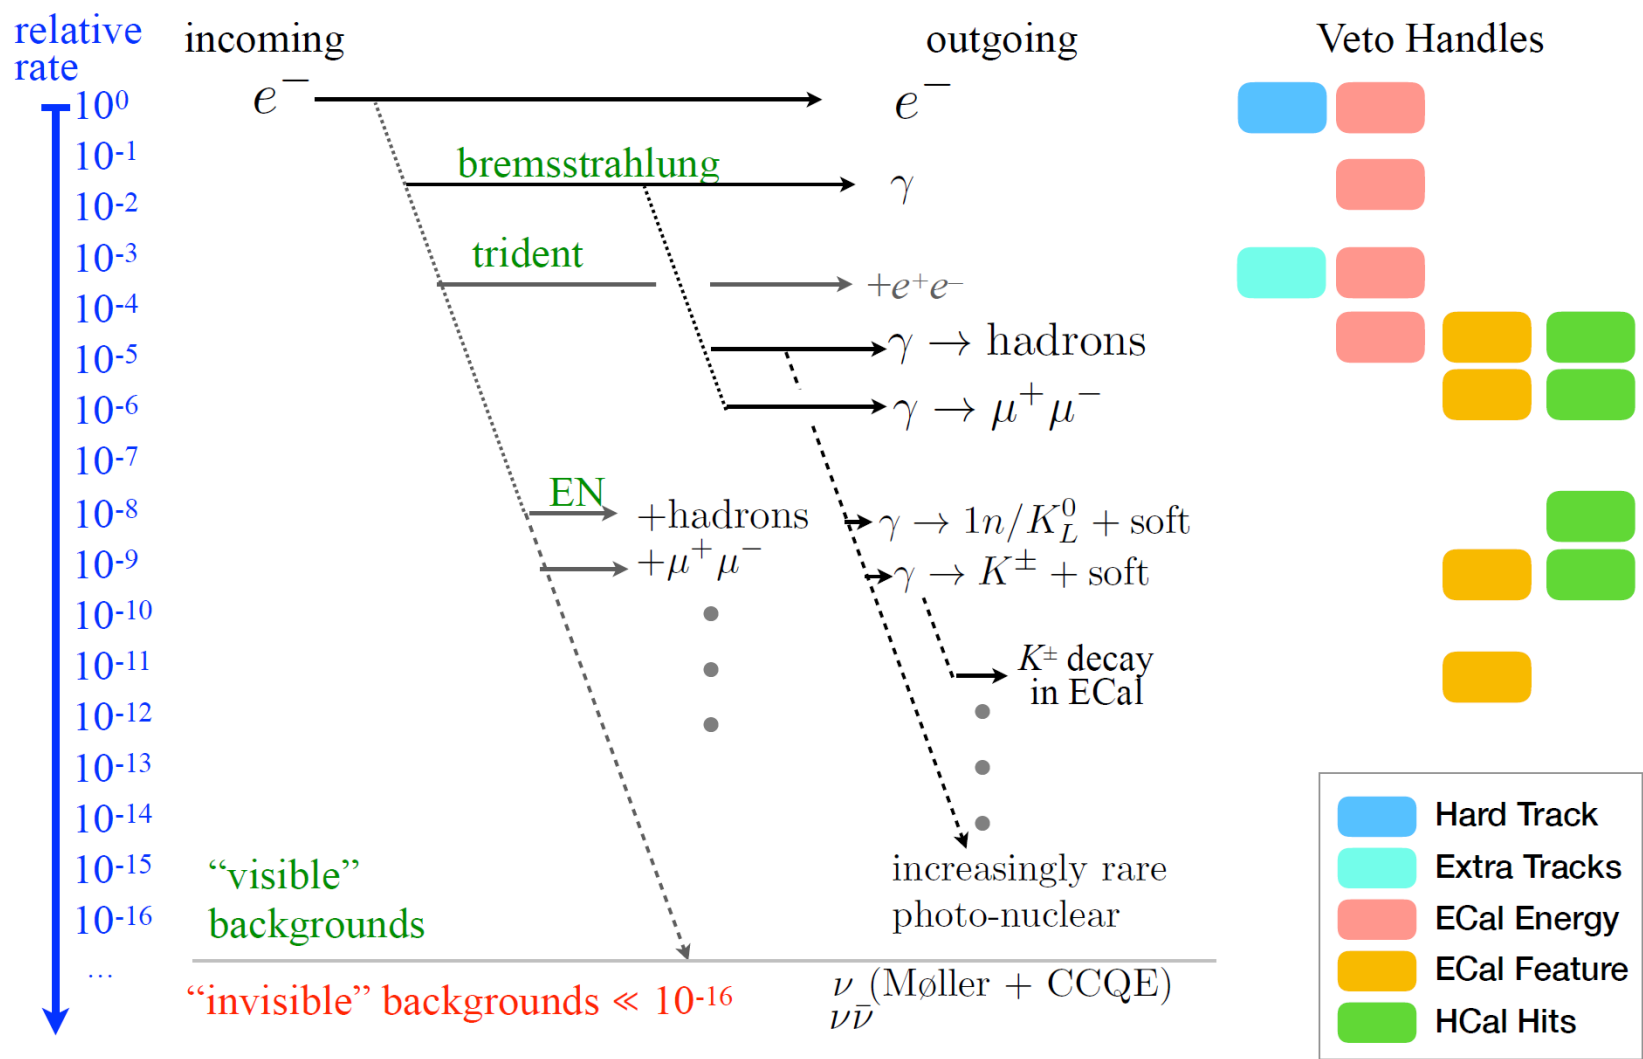 relative
rate
incoming
outgoing
Veto Handles
10⁰
e⁻
e⁻
10⁻¹
bremsstrahlung
γ
10⁻²
10⁻³
trident
+e⁺e⁻
10⁻⁴
γ → hadrons
10⁻⁵
10⁻⁶
γ → μ⁺μ⁻
10⁻⁷
EN
10⁻⁸
+hadrons
γ → 1n/K⁰_L + soft
10⁻⁹
+μ⁺μ⁻
γ → K± + soft
10⁻¹⁰
10⁻¹¹
K± decay
in ECal
10⁻¹²
10⁻¹³
10⁻¹⁴
10⁻¹⁵
10⁻¹⁶
...
“visible”
backgrounds
increasingly rare
photo-nuclear
“invisible” backgrounds ≪ 10⁻¹⁶
ν (Møller + CCQE)
νν̄
Hard Track
Extra Tracks
ECal Energy
ECal Feature
HCal Hits